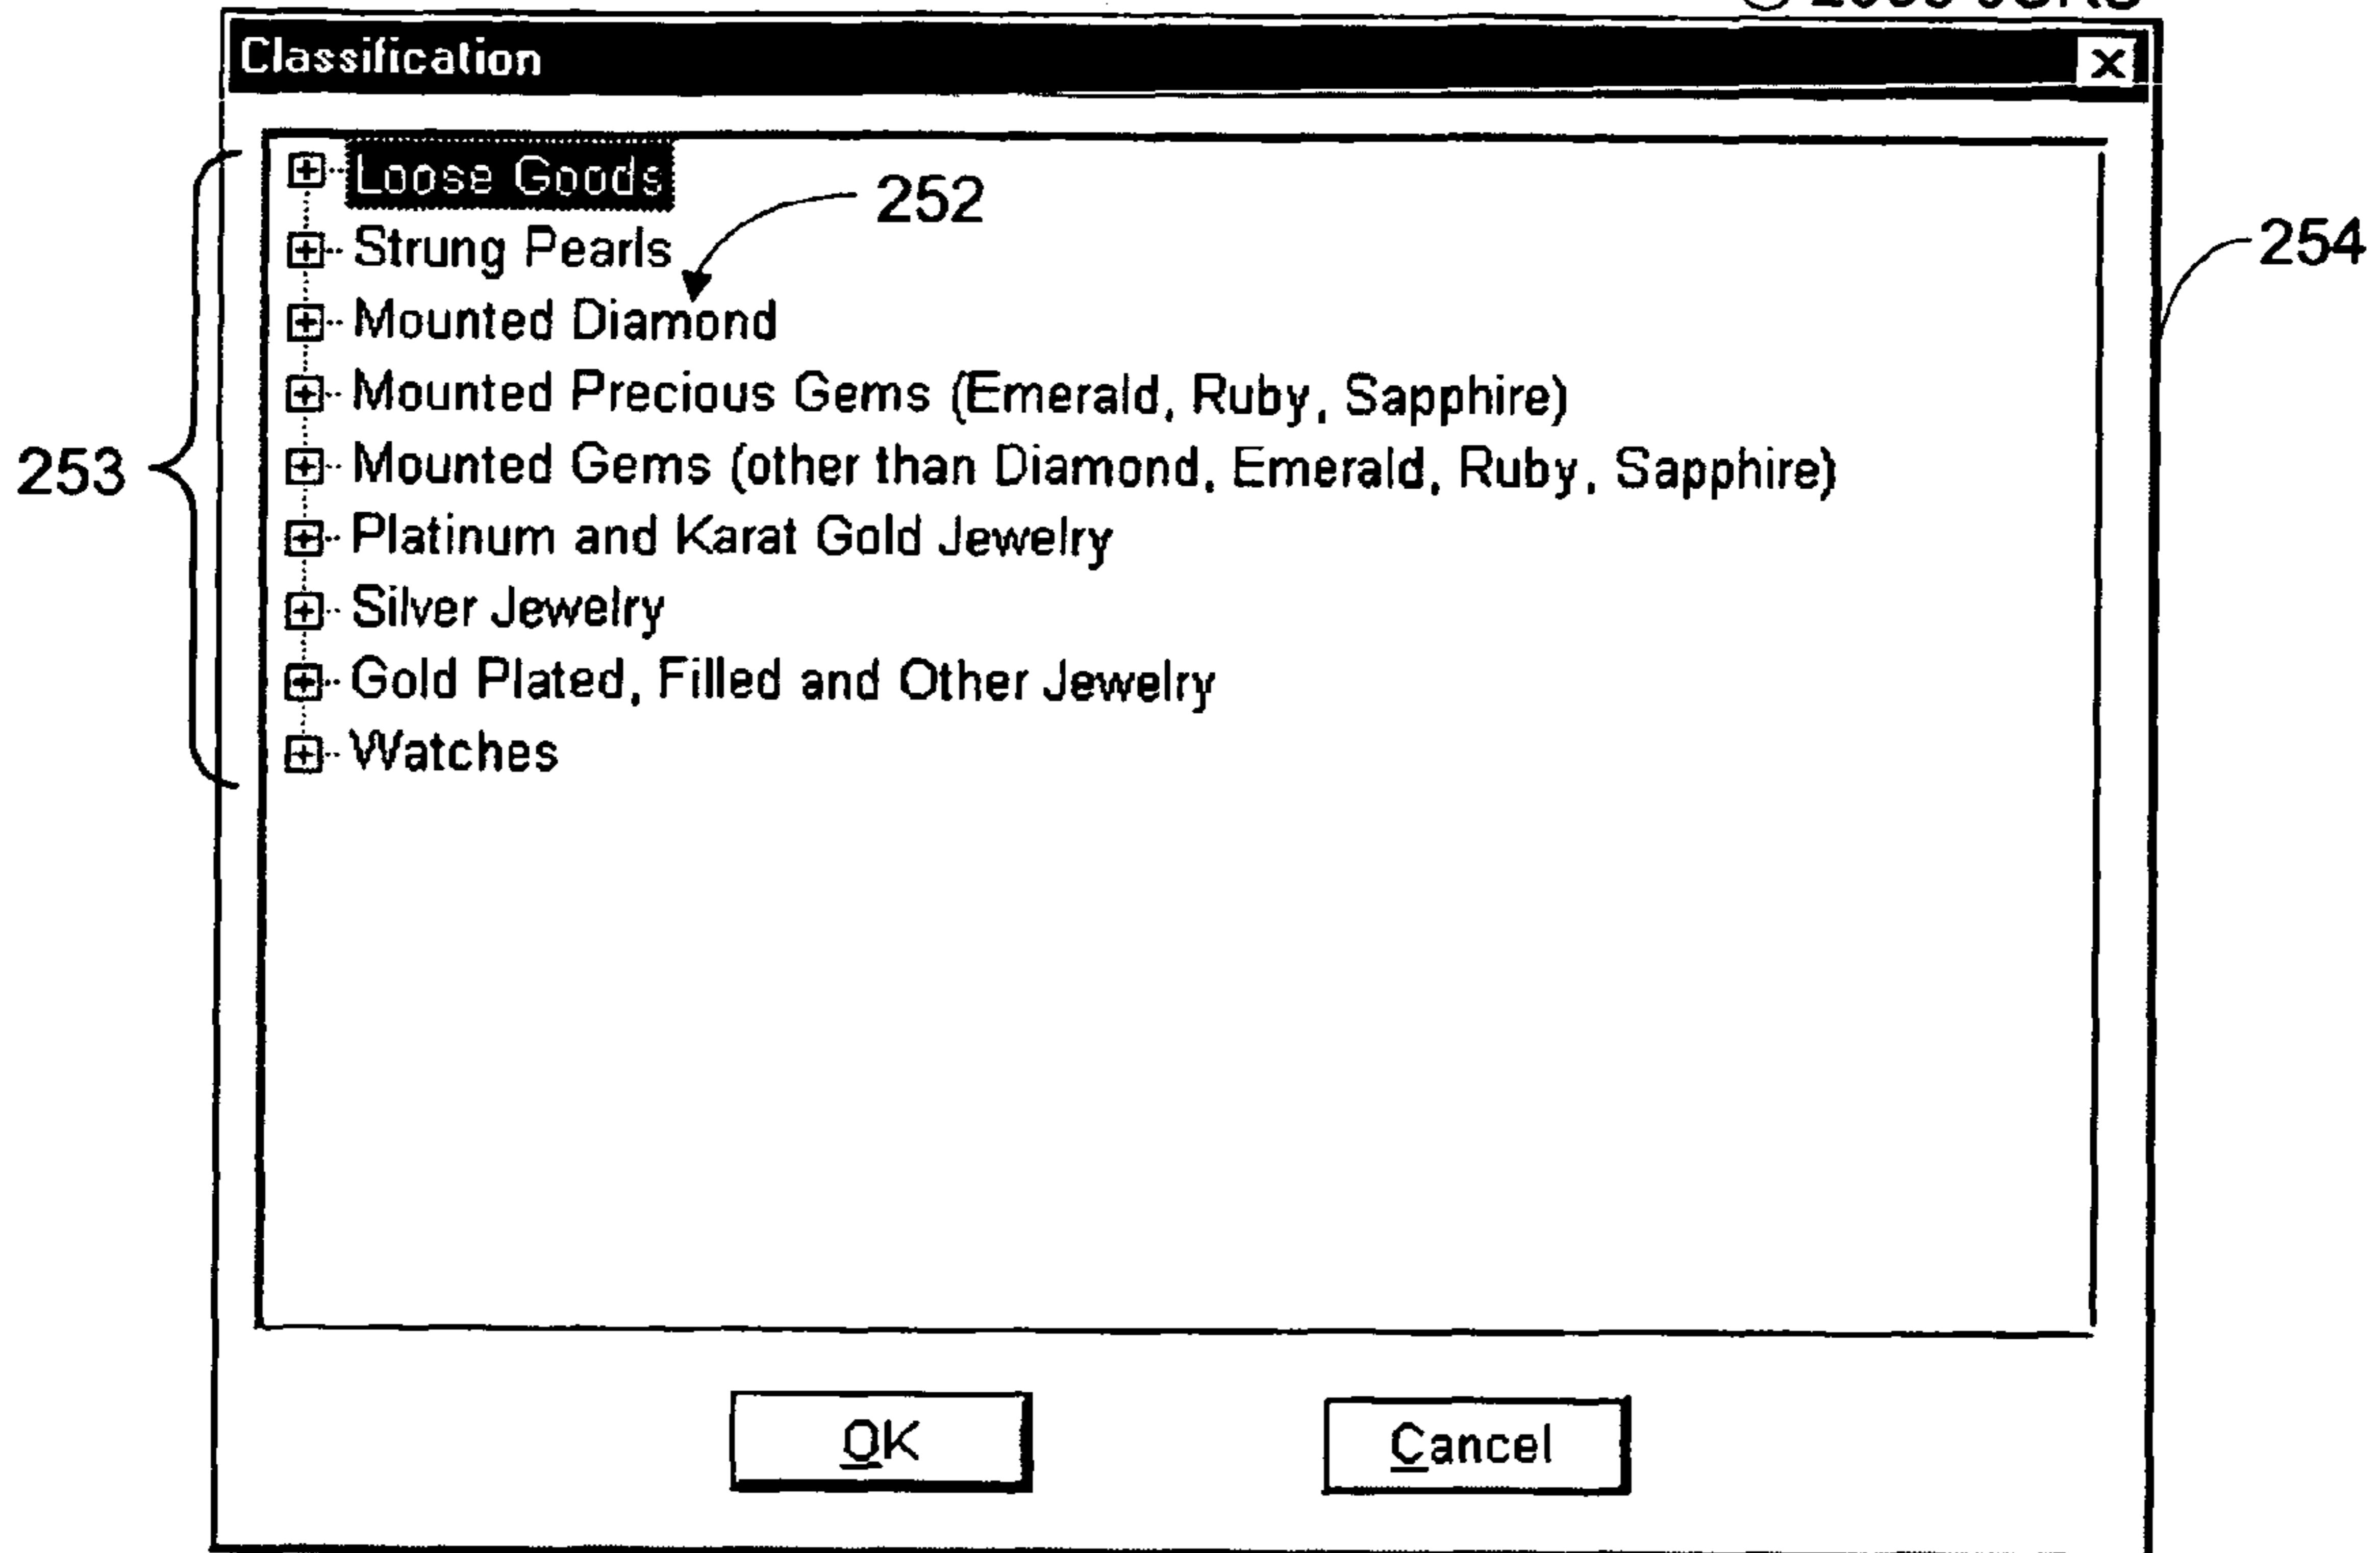 Classification
Loose Goods
252
Strung Pearls
254
Mounted Diamond
Mounted Precious Gems (Emerald, Ruby, Sapphire)
253
Mounted Gems (other than Diamond, Emerald, Ruby, Sapphire)
Platinum and Karat Gold Jewelry
Silver Jewelry
Gold Plated, Filled and Other Jewelry
Watches
OK
Cancel